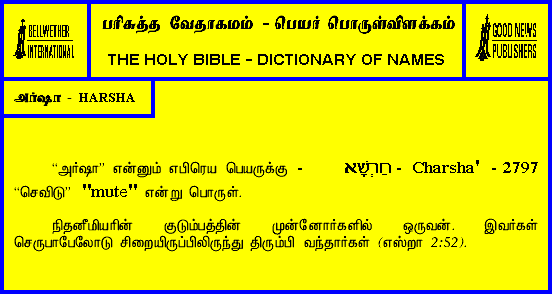 BELLWETHER
INTERNATIONAL
பரிசுத்த வேதாகமம் - பெயர் பொருள்விளக்கம்
THE HOLY BIBLE - DICTIONARY OF NAMES
GOOD NEWS
PUBLISHERS
அர்ஷா - HARSHA
“அர்ஷா” என்னும் எபிரெய பெயருக்கு - חַרְשָׁא - Charsha' - 2797
“செவிடு” "mute" என்று பொருள்.
நிதனீமியரின் குடும்பத்தின் முன்னோர்களில் ஒருவன். இவர்கள்
செருபாபேலோடு சிறையிருப்பிலிருந்து திரும்பி வந்தார்கள் (எஸ்றா 2:52).